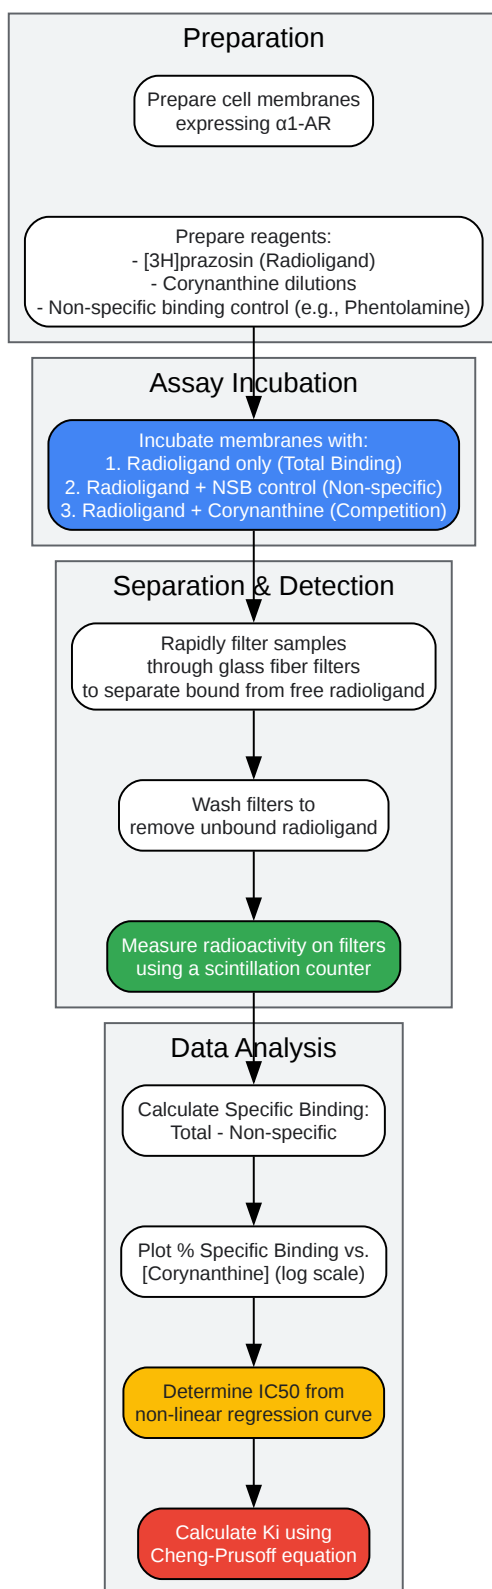 Preparation
Prepare cell membranes
expressing α1-AR
Prepare reagents:
- [3H]prazosin (Radioligand)
- Corynanthine dilutions
- Non-specific binding control (e.g., Phentolamine)
Assay Incubation
Incubate membranes with:
1. Radioligand only (Total Binding)
2. Radioligand + NSB control (Non-specific)
3. Radioligand + Corynanthine (Competition)
Separation & Detection
Rapidly filter samples
through glass fiber filters
to separate bound from free radioligand
Wash filters to
remove unbound radioligand
Measure radioactivity on filters
using a scintillation counter
Data Analysis
Calculate Specific Binding:
Total - Non-specific
Plot % Specific Binding vs.
[Corynanthine] (log scale)
Determine IC50 from
non-linear regression curve
Calculate Ki using
Cheng-Prusoff equation